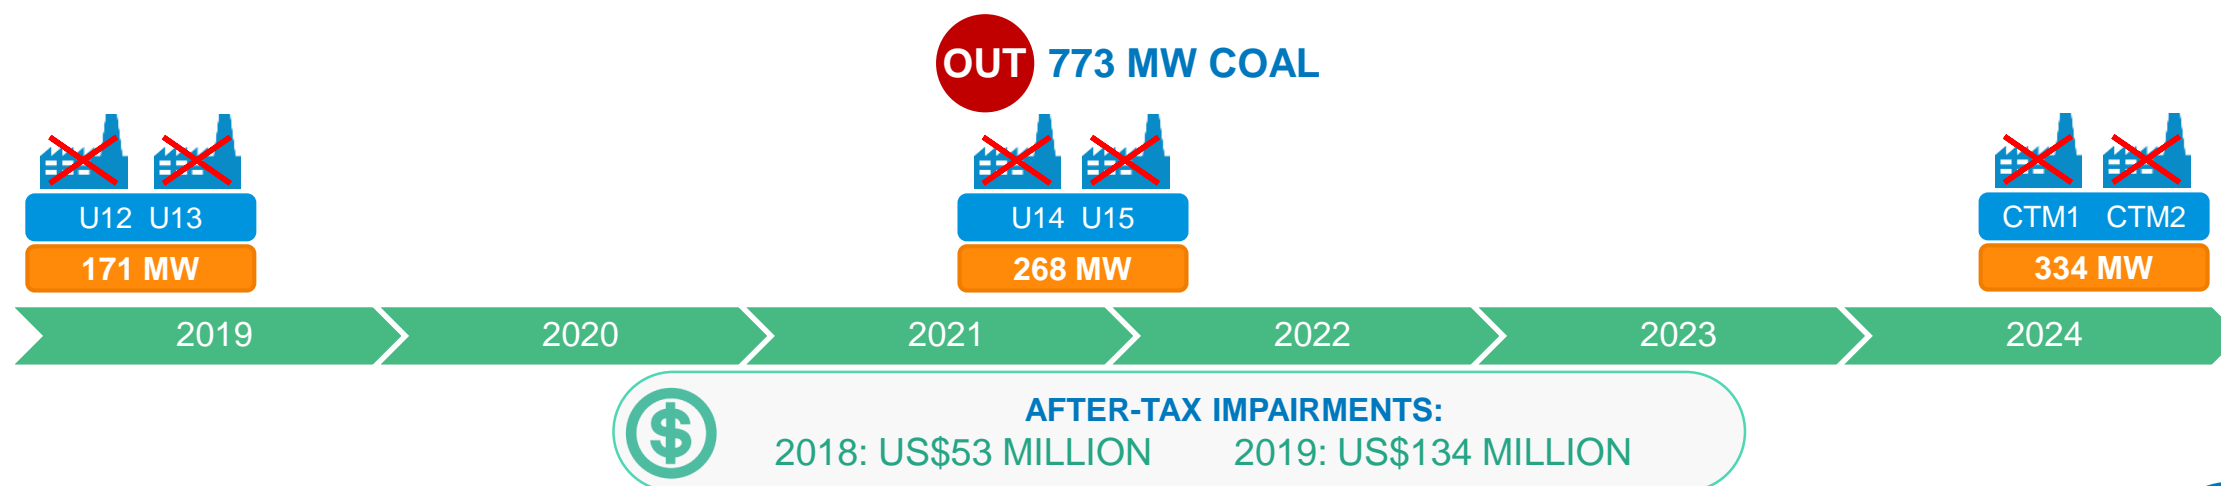 OUT 773 MW COAL
U12 U13
171 MW
U14 U15
268 MW
CTM1 CTM2
334 MW
2019 2020 2021 2022 2023 2024
$
AFTER-TAX IMPAIRMENTS:
2018: US$53 MILLION 2019: US$134 MILLION